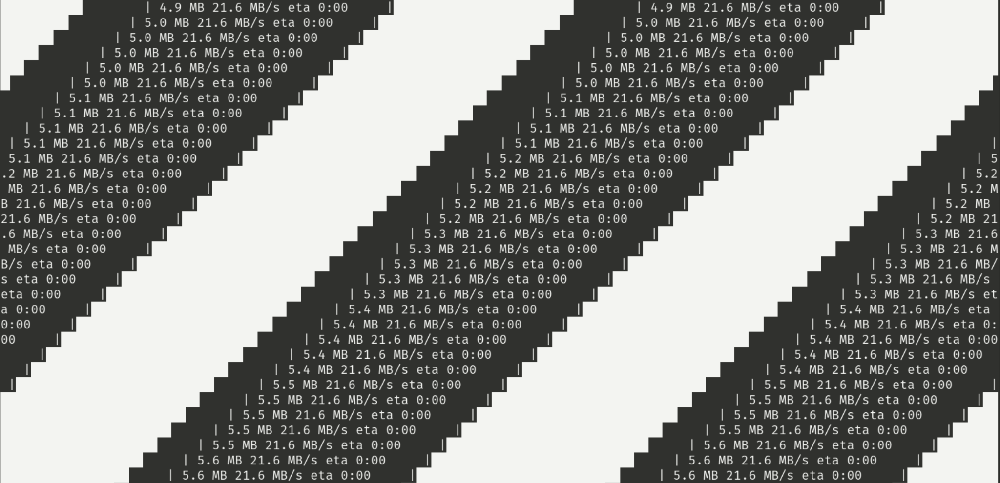 | 4.9 MB 21.6 MB/s eta 0:00 | | 4.9 MB 21.6 MB/s eta 0:00 |
| 5.0 MB 21.6 MB/s eta 0:00 | | 5.0 MB 21.6 MB/s eta 0:00 |
| 5.0 MB 21.6 MB/s eta 0:00 | | 5.0 MB 21.6 MB/s eta 0:00 |
| 5.0 MB 21.6 MB/s eta 0:00 | | 5.0 MB 21.6 MB/s eta 0:00 |
| 5.0 MB 21.6 MB/s eta 0:00 | | 5.0 MB 21.6 MB/s eta 0:00 |
| 5.0 MB 21.6 MB/s eta 0:00 | | 5.0 MB 21.6 MB/s eta 0:00 |
| 5.1 MB 21.6 MB/s eta 0:00 | | 5.1 MB 21.6 MB/s eta 0:00 |
| 5.1 MB 21.6 MB/s eta 0:00 | | 5.1 MB 21.6 MB/s eta 0:00 |
| 5.1 MB 21.6 MB/s eta 0:00 | | 5.1 MB 21.6 MB/s eta 0:00 |
| 5.1 MB 21.6 MB/s eta 0:00 | | 5.1 MB 21.6 MB/s eta 0:00 | |
5.1 MB 21.6 MB/s eta 0:00 | | 5.2 MB 21.6 MB/s eta 0:00 | | 5
.2 MB 21.6 MB/s eta 0:00 | | 5.2 MB 21.6 MB/s eta 0:00 | | 5.2
MB 21.6 MB/s eta 0:00 | | 5.2 MB 21.6 MB/s eta 0:00 | | 5.2 M
B 21.6 MB/s eta 0:00 | | 5.2 MB 21.6 MB/s eta 0:00 | | 5.2 MB
21.6 MB/s eta 0:00 | | 5.2 MB 21.6 MB/s eta 0:00 | | 5.2 MB 21
.6 MB/s eta 0:00 | | 5.3 MB 21.6 MB/s eta 0:00 | | 5.3 MB 21.6
MB/s eta 0:00 | | 5.3 MB 21.6 MB/s eta 0:00 | | 5.3 MB 21.6 M
B/s eta 0:00 | | 5.3 MB 21.6 MB/s eta 0:00 | | 5.3 MB 21.6 MB/
s eta 0:00 | | 5.3 MB 21.6 MB/s eta 0:00 | | 5.3 MB 21.6 MB/s
eta 0:00 | | 5.3 MB 21.6 MB/s eta 0:00 | | 5.3 MB 21.6 MB/s et
a 0:00 | | 5.4 MB 21.6 MB/s eta 0:00 | | 5.4 MB 21.6 MB/s eta
0:00 | | 5.4 MB 21.6 MB/s eta 0:00 | | 5.4 MB 21.6 MB/s eta 0:
00 | | 5.4 MB 21.6 MB/s eta 0:00 | | 5.4 MB 21.6 MB/s eta 0:00
| | 5.4 MB 21.6 MB/s eta 0:00 | | 5.4 MB 21.6 MB/s eta 0:00
| | 5.4 MB 21.6 MB/s eta 0:00 | | 5.4 MB 21.6 MB/s eta 0:00
| | 5.5 MB 21.6 MB/s eta 0:00 | | 5.5 MB 21.6 MB/s eta 0:00 |
| 5.5 MB 21.6 MB/s eta 0:00 | | 5.5 MB 21.6 MB/s eta 0:00 |
| 5.5 MB 21.6 MB/s eta 0:00 | | 5.5 MB 21.6 MB/s eta 0:00 |
| 5.5 MB 21.6 MB/s eta 0:00 | | 5.5 MB 21.6 MB/s eta 0:00 |
| 5.5 MB 21.6 MB/s eta 0:00 | | 5.6 MB 21.6 MB/s eta 0:00 |
| 5.6 MB 21.6 MB/s eta 0:00 | | 5.6 MB 21.6 MB/s eta 0:00 |
| 5.6 MB 21.6 MB/s eta 0:00 | | 5.6 MB 21.6 MB/s eta 0:00 |